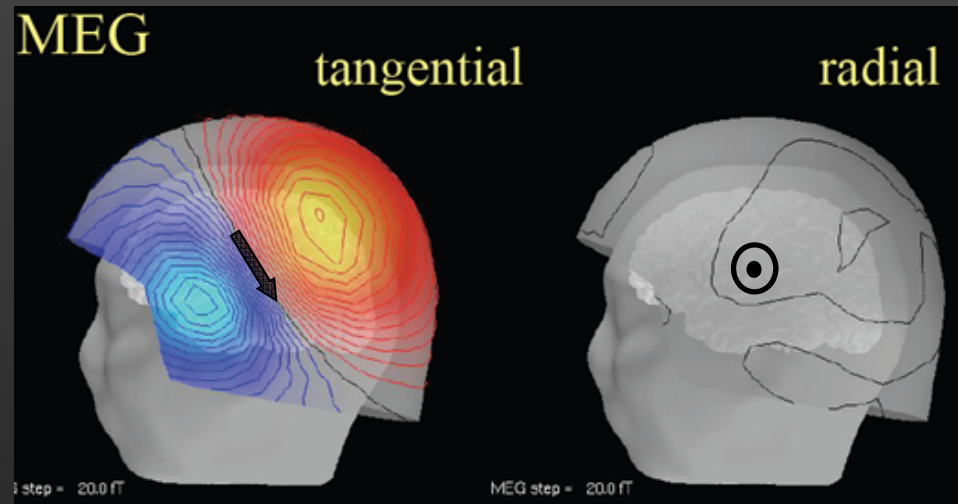 MEG
tangential
radial
step = 20.0 fT
MEG step = 20.0 fT